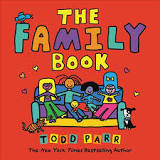 THE
FAMILY
BOOK
TODD PARR
The New York Times Bestselling Author